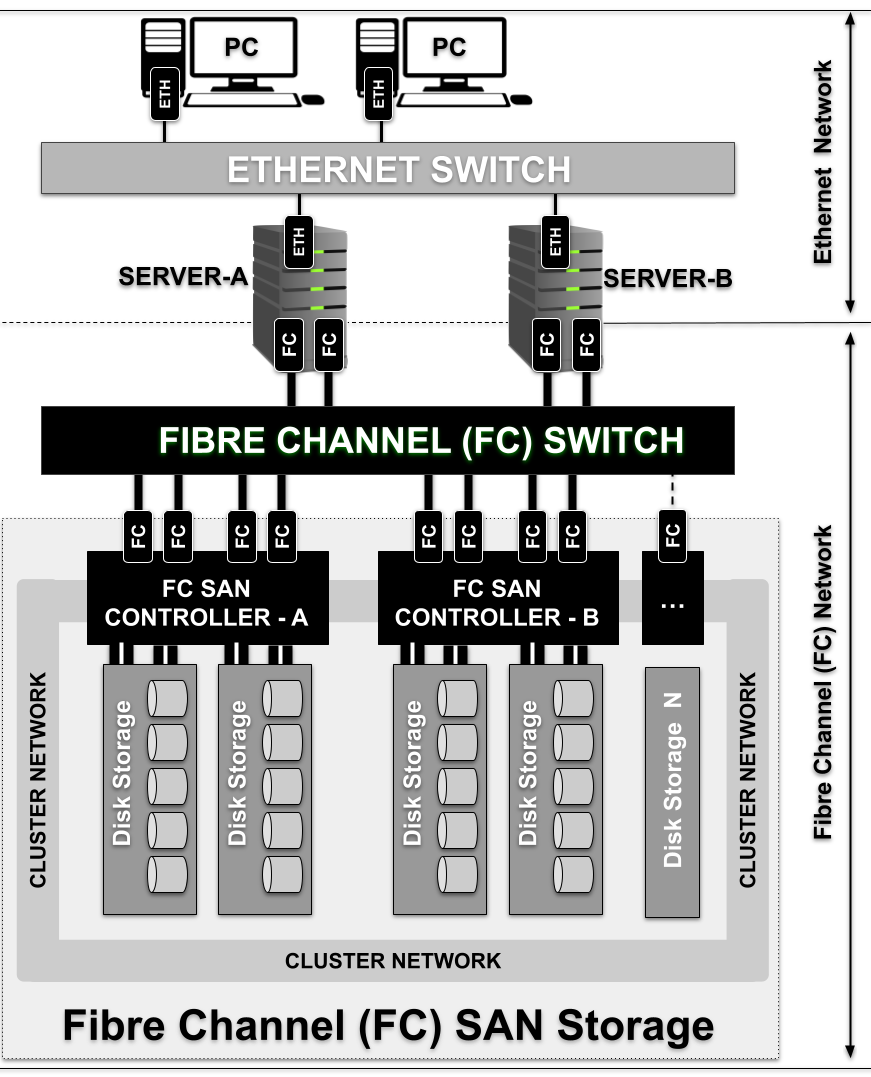 PC
PC
ETH
ETH
ETHERNET SWITCH
ETH
ETH
SERVER-A
SERVER-B
Ethernet Network
FC
FC
FC
FC
FIBRE CHANNEL (FC) SWITCH
FC
FC
FC
FC
FC
FC
FC
FC
FC
FC SAN
CONTROLLER - A
FC SAN
CONTROLLER - B
...
CLUSTER NETWORK
Disk Storage
Disk Storage
Disk Storage
Disk Storage
Disk Storage N
CLUSTER NETWORK
CLUSTER NETWORK
Fibre Channel (FC) Network
Fibre Channel (FC) SAN Storage